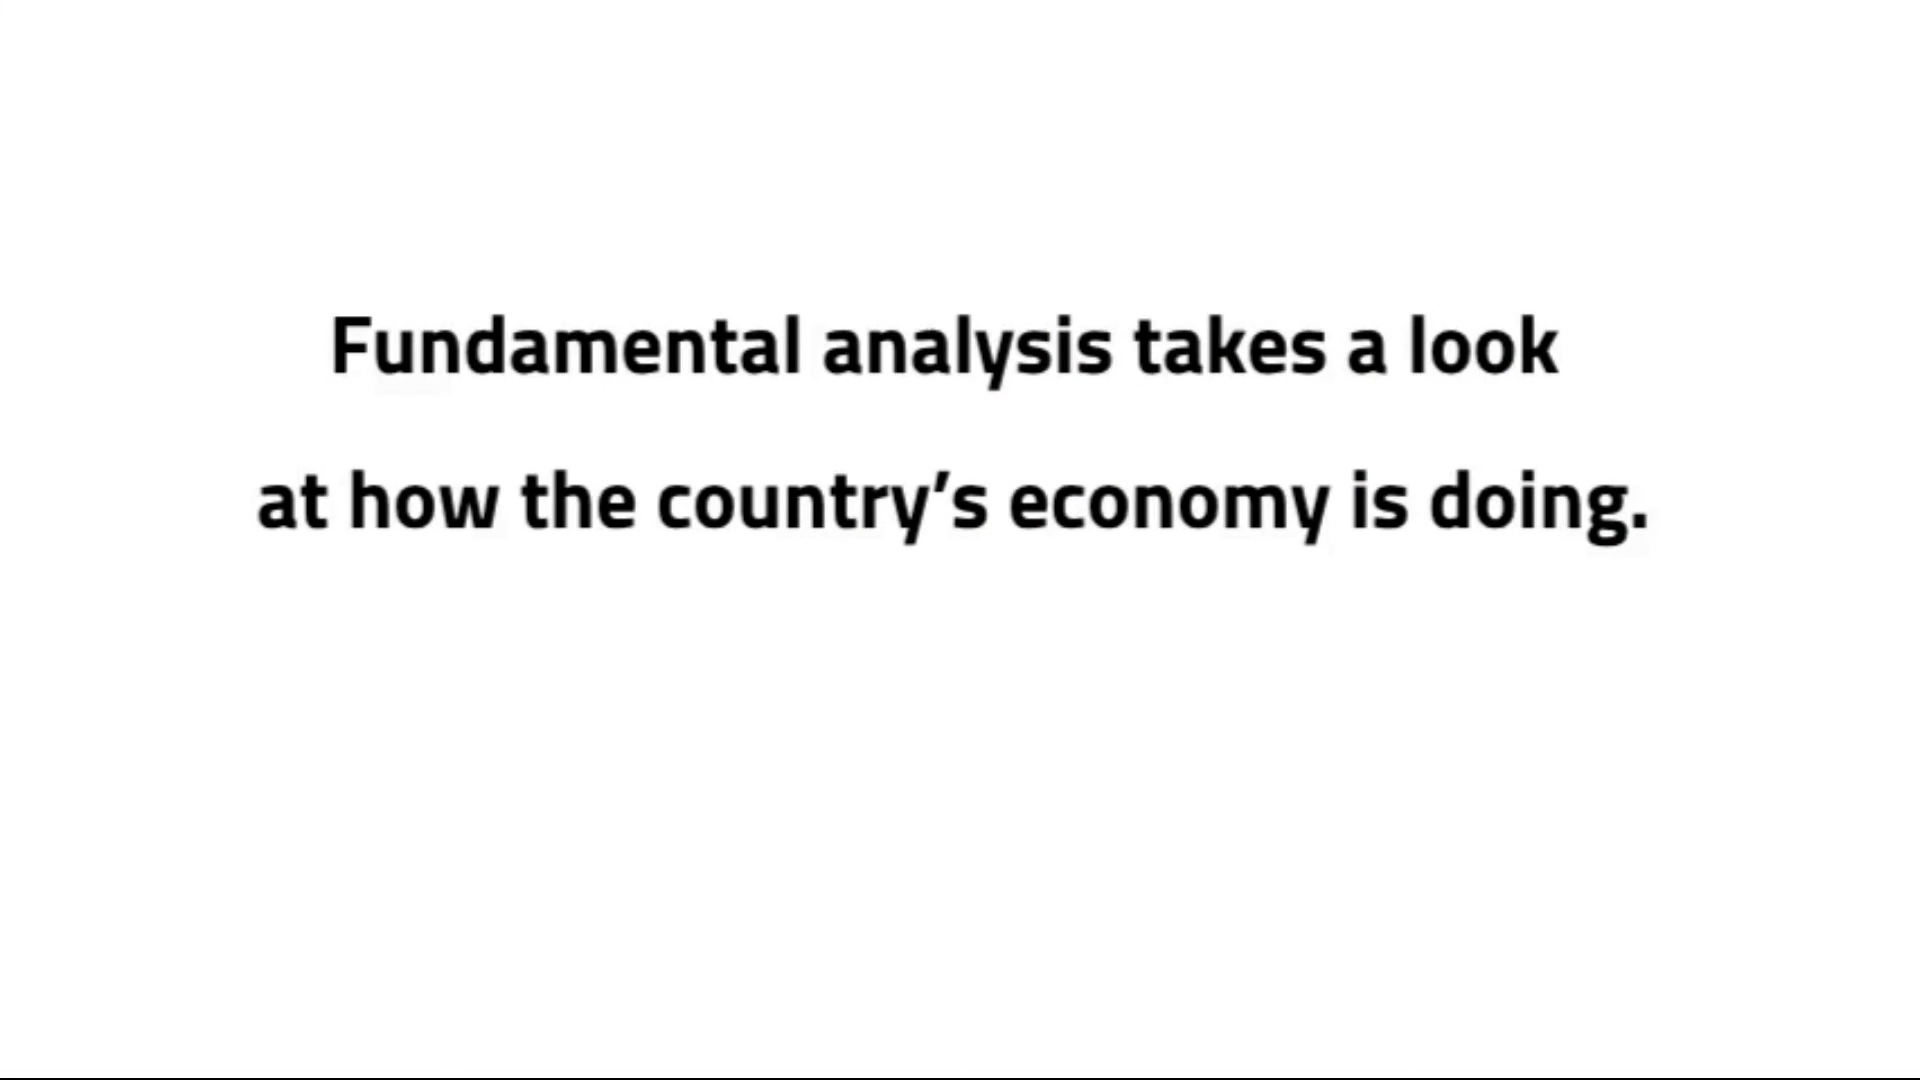 Fundamental analysis takes a look
at how the country’s economy is doing.